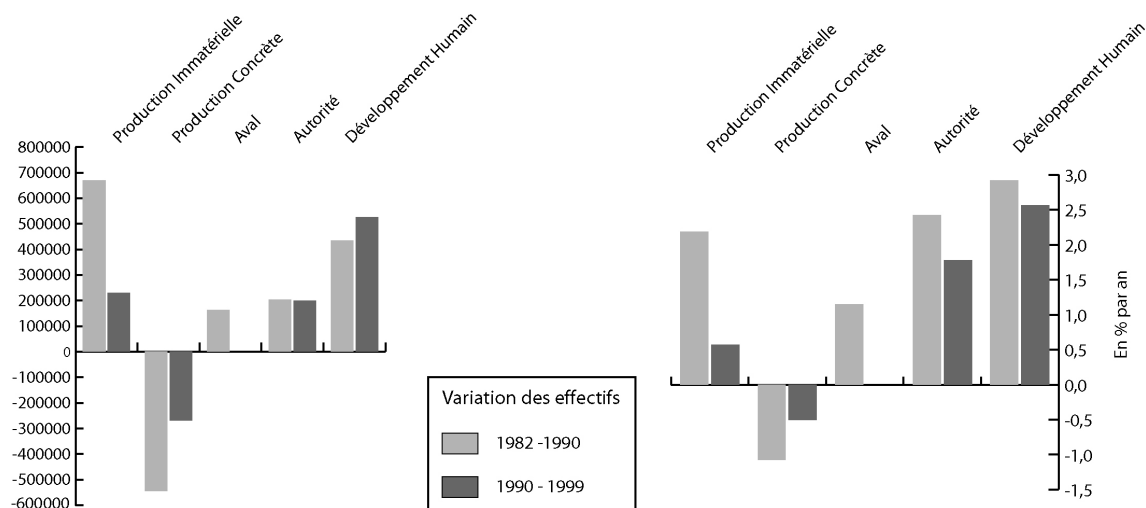 Production Immatérielle
Production Concrète
Aval
Autorité
Développement Humain
800000
700000
600000
500000
400000
300000
200000
100000
0
-100000
-200000
-300000
-400000
-500000
-600000
Production Immatérielle
Production Concrète
Aval
Autorité
Développement Humain
3,0
2,5
2,0
1,5
1,0
0,5
0,0
-0,5
-1,0
-1,5
En % par an
Variation des effectifs
1982 -1990
1990 - 1999